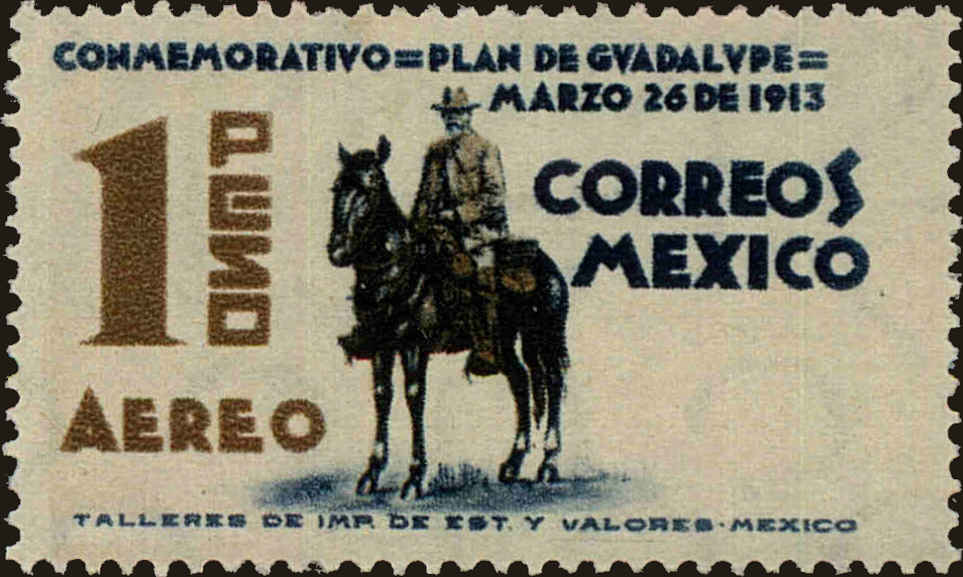 CONMEMORATIVO=PLAN DE GVADALVPE=
MARZO 26 DE 1913
1 PESO
CORREOS
MEXICO
AEREO
TALLERES DE IMP. DE EST. Y VALORES·MEXICO